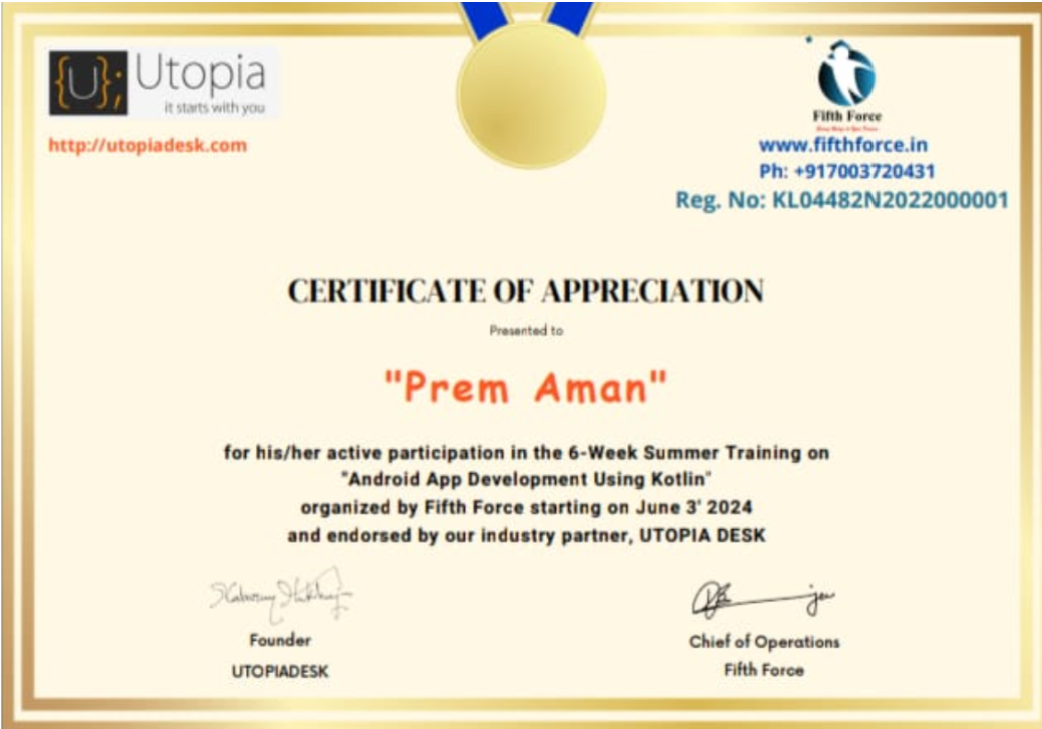 {U}; Utopia
it starts with you
http://utopiadesk.com
Fifth Force
www.fifthforce.in
Ph: +917003720431
Reg. No: KL04482N2022000001
CERTIFICATE OF APPRECIATION
Presented to
"Prem Aman"
for his/her active participation in the 6-Week Summer Training on
"Android App Development Using Kotlin"
organized by Fifth Force starting on June 3' 2024
and endorsed by our industry partner, UTOPIA DESK
Founder
UTOPIADESK
Chief of Operations
Fifth Force